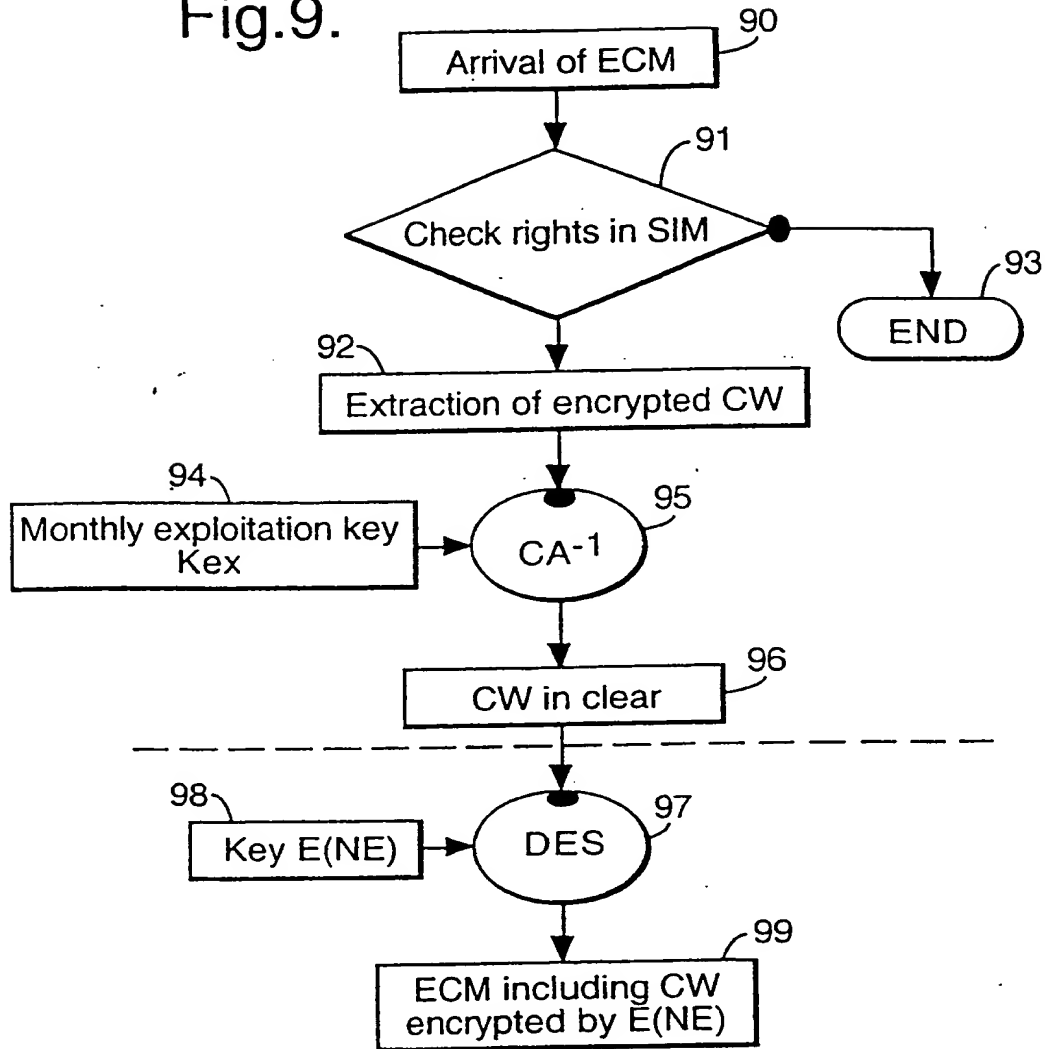 Fig.9.
90
Arrival of ECM
91
Check rights in SIM
93
END
92
Extraction of encrypted CW
94
Monthly exploitation key
Kex
95
CA-1
96
CW in clear
98
Key E(NE)
97
DES
99
ECM including CW
encrypted by E(NE)